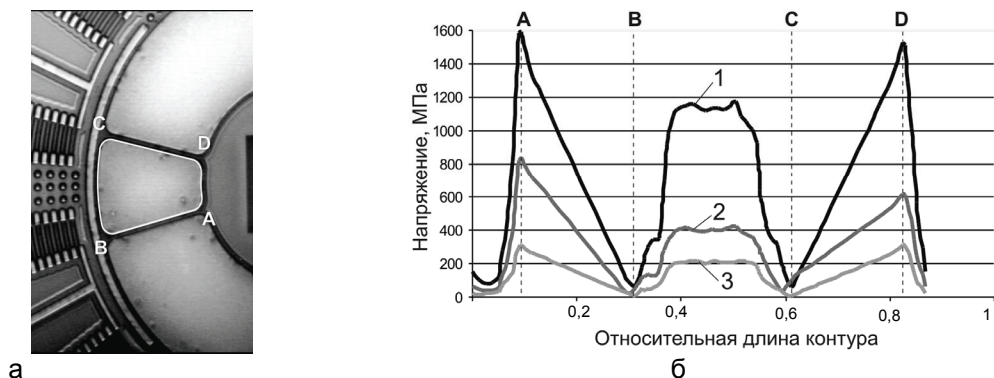 C
D
A
B
а
A B C D
1600
1400
1200
1000
800
600
400
200
0
Напряжение, МПа
1
2
3
0,2 0,4 0,6 0,8 1
Относительная длина контура
б